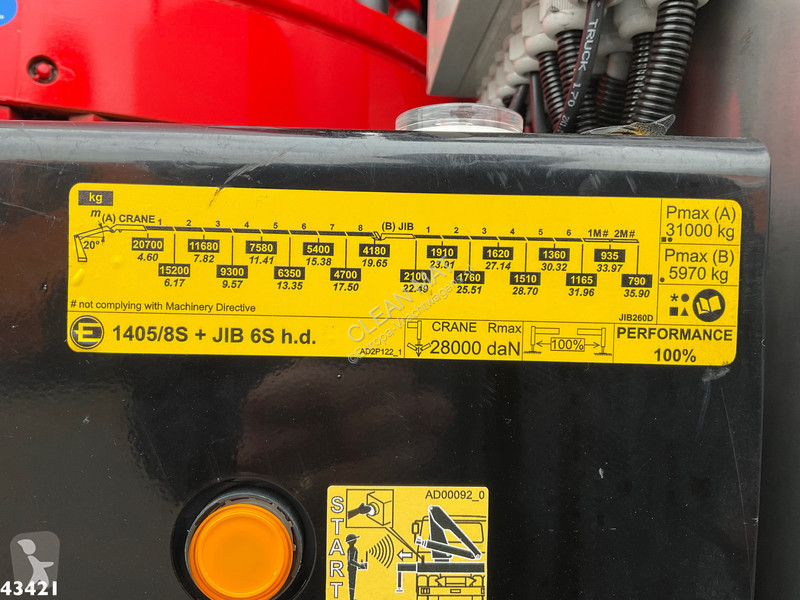 TRUCK 170 20
kg
m
(A) CRANE 1 2 3 4 5 6 7 8 (B) JIB 1 2 3 4 5 6 1M# 2M#
20°
20700 11680 7580 5400 4180 1910 1620 1360 935
4.60 7.82 11.41 15.38 19.65 23.91 27.14 30.32 33.97
15200 9300 6350 4700 2100 1760 1510 1165 790
6.17 9.57 13.35 17.50 22.49 25.51 28.70 31.96 35.90
# not complying with Machinery Directive
JIB260D
Pmax (A)
31000 kg
Pmax (B)
5970 kg
E 1405/8S + JIB 6S h.d.
AD2P122_1
CRANE Rmax
28000 daN
100%
PERFORMANCE
100%
START
AD00092_0
43421